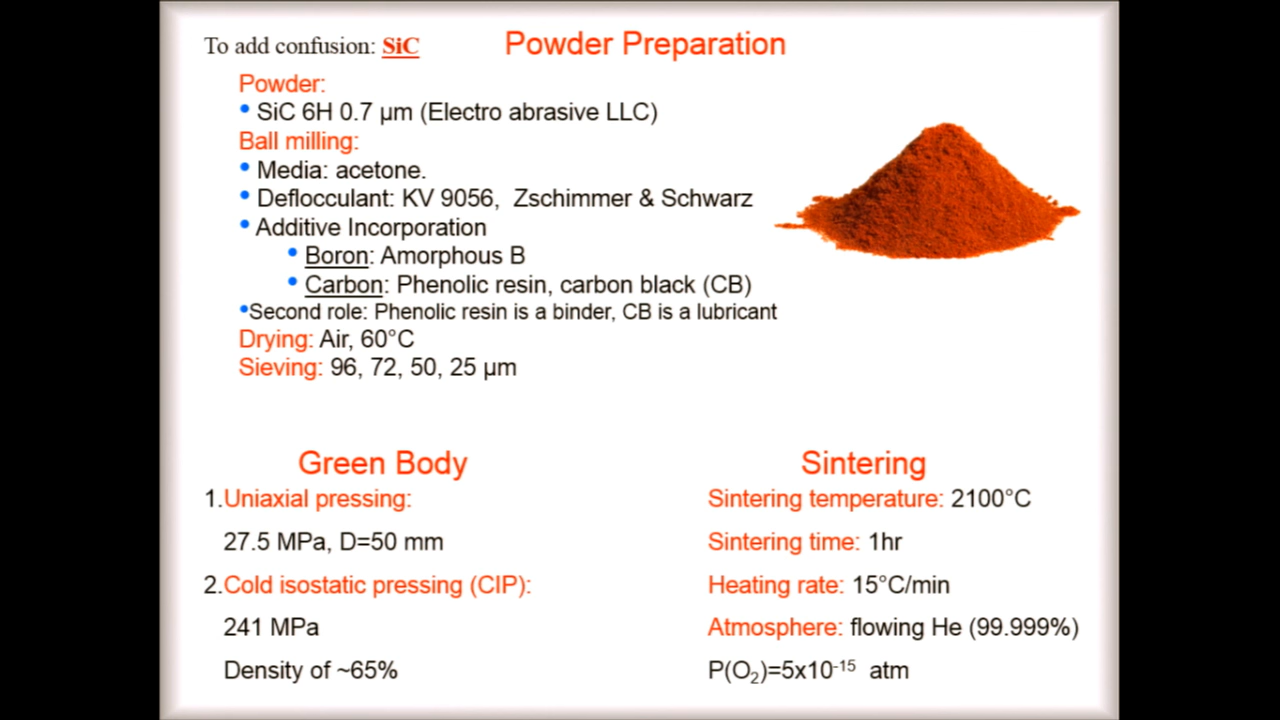 To add confusion: SiC
Powder Preparation
Powder:
• SiC 6H 0.7 µm (Electro abrasive LLC)
Ball milling:
• Media: acetone.
• Deflocculant: KV 9056, Zschimmer & Schwarz
• Additive Incorporation
• Boron: Amorphous B
• Carbon: Phenolic resin, carbon black (CB)
•Second role: Phenolic resin is a binder, CB is a lubricant
Drying: Air, 60°C
Sieving: 96, 72, 50, 25 µm
Green Body
1.Uniaxial pressing:
27.5 MPa, D=50 mm
2.Cold isostatic pressing (CIP):
241 MPa
Density of ~65%
Sintering
Sintering temperature: 2100°C
Sintering time: 1hr
Heating rate: 15°C/min
Atmosphere: flowing He (99.999%)
P(O₂)=5x10⁻¹⁵ atm